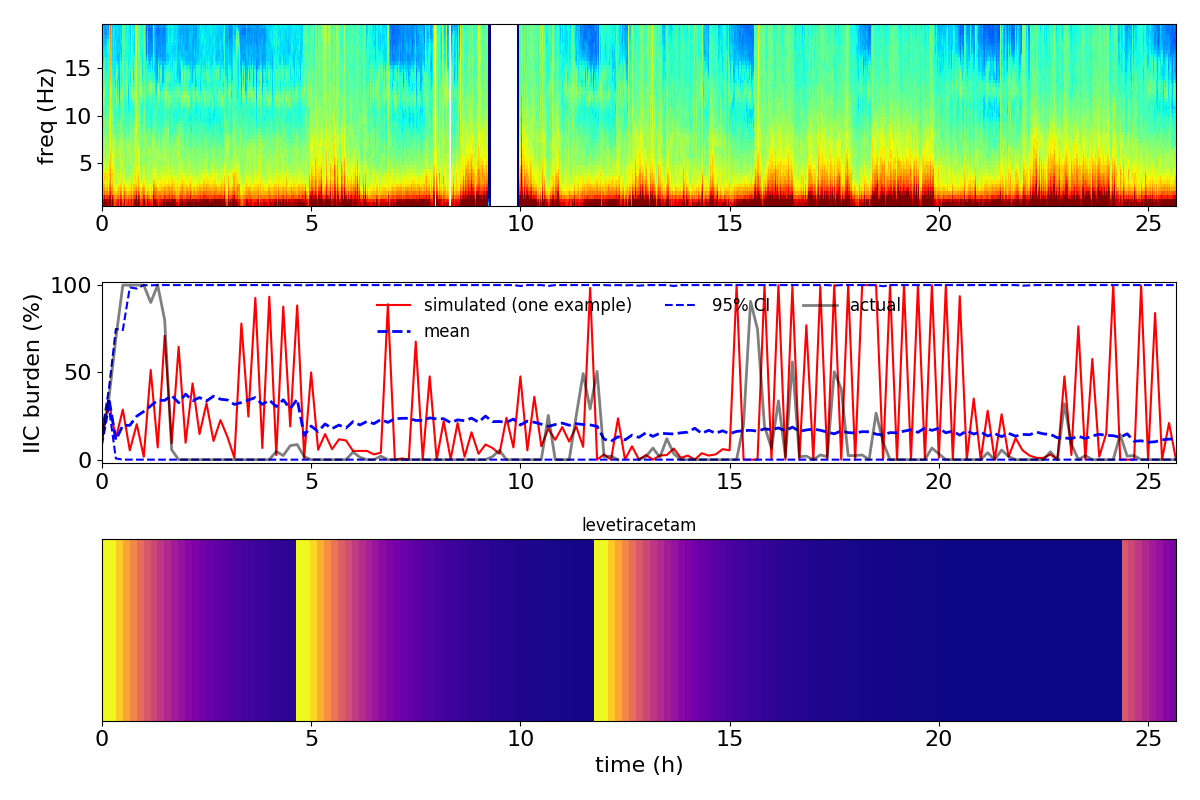 freq (Hz)
15
10
5
0 5 10 15 20 25
IIC burden (%)
100
50
0
simulated (one example)
mean
95% CI
actual
0 5 10 15 20 25
levetiracetam
0 5 10 15 20 25
time (h)